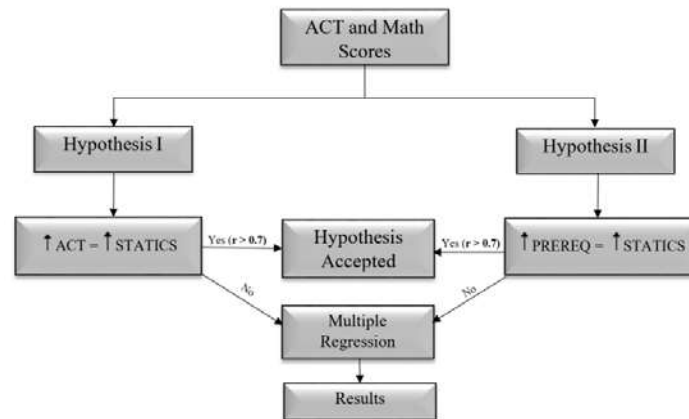 ACT and Math
Scores
Hypothesis I
Hypothesis II
↑ ACT = ↑ STATICS
Yes (r > 0.7)
Hypothesis
Accepted
Yes (r > 0.7)
↑ PREREQ = ↑ STATICS
No
No
Multiple
Regression
Results